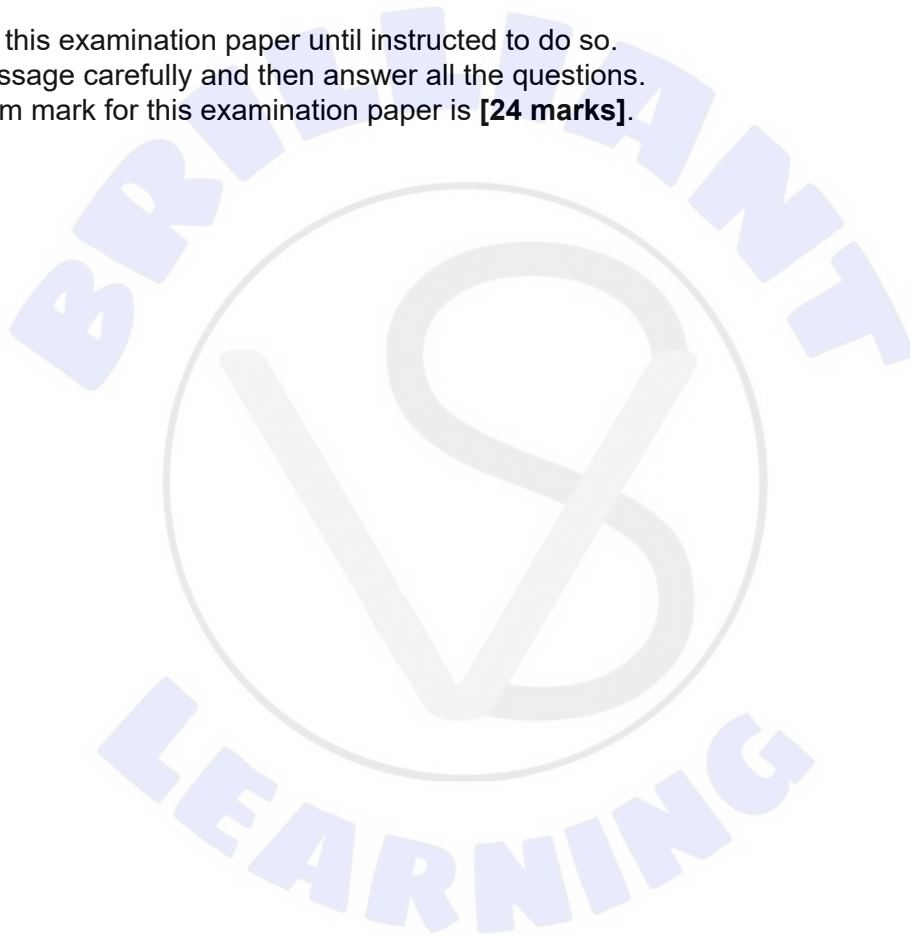 this examination paper until instructed to do so.
ssage carefully and then answer all the questions.
m mark for this examination paper is [24 marks].
BRILLIANT
VS
LEARNING